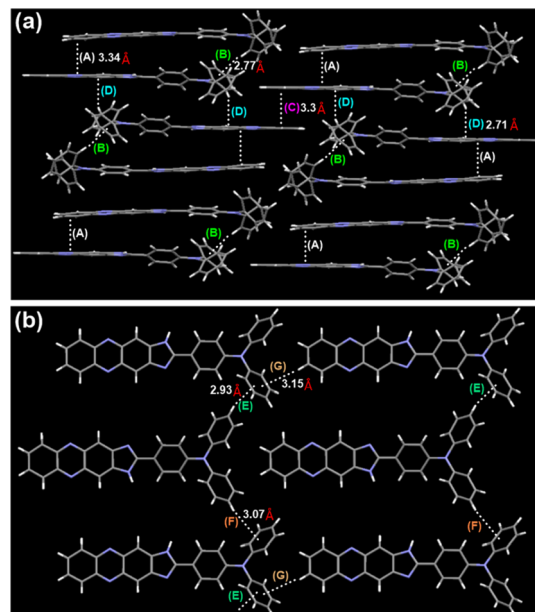 (a)
(A) 3.34 Å
(B)
2.77 Å
(A)
(B)
(D)
(D)
(C) 3.3 Å
(D)
(D) 2.71 Å
(B)
(B)
(A)
(A)
(B)
(A)
(B)
(b)
(G)
2.93 Å
3.15 Å
(E)
(E)
3.07 Å
(F)
(F)
(G)
(E)
(E)